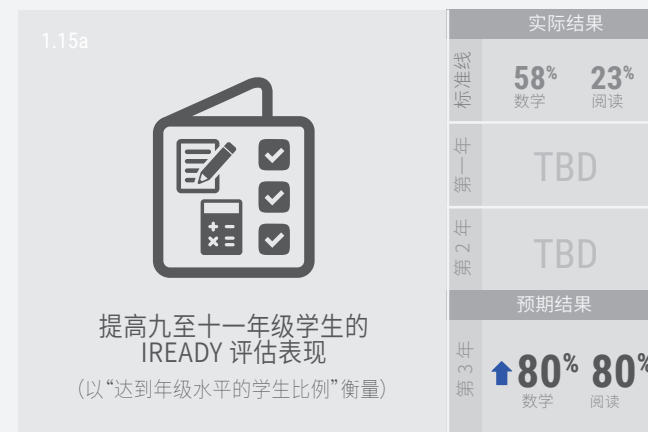 1.15a
提高九至十一年级学生的
IREADY 评估表现
（以“达到年级水平的学生比例”衡量）
实际结果
标准线
58% 23%
数学 阅读
第一年
TBD
第 2 年
TBD
预期结果
第 3 年
80% 80%
数学 阅读